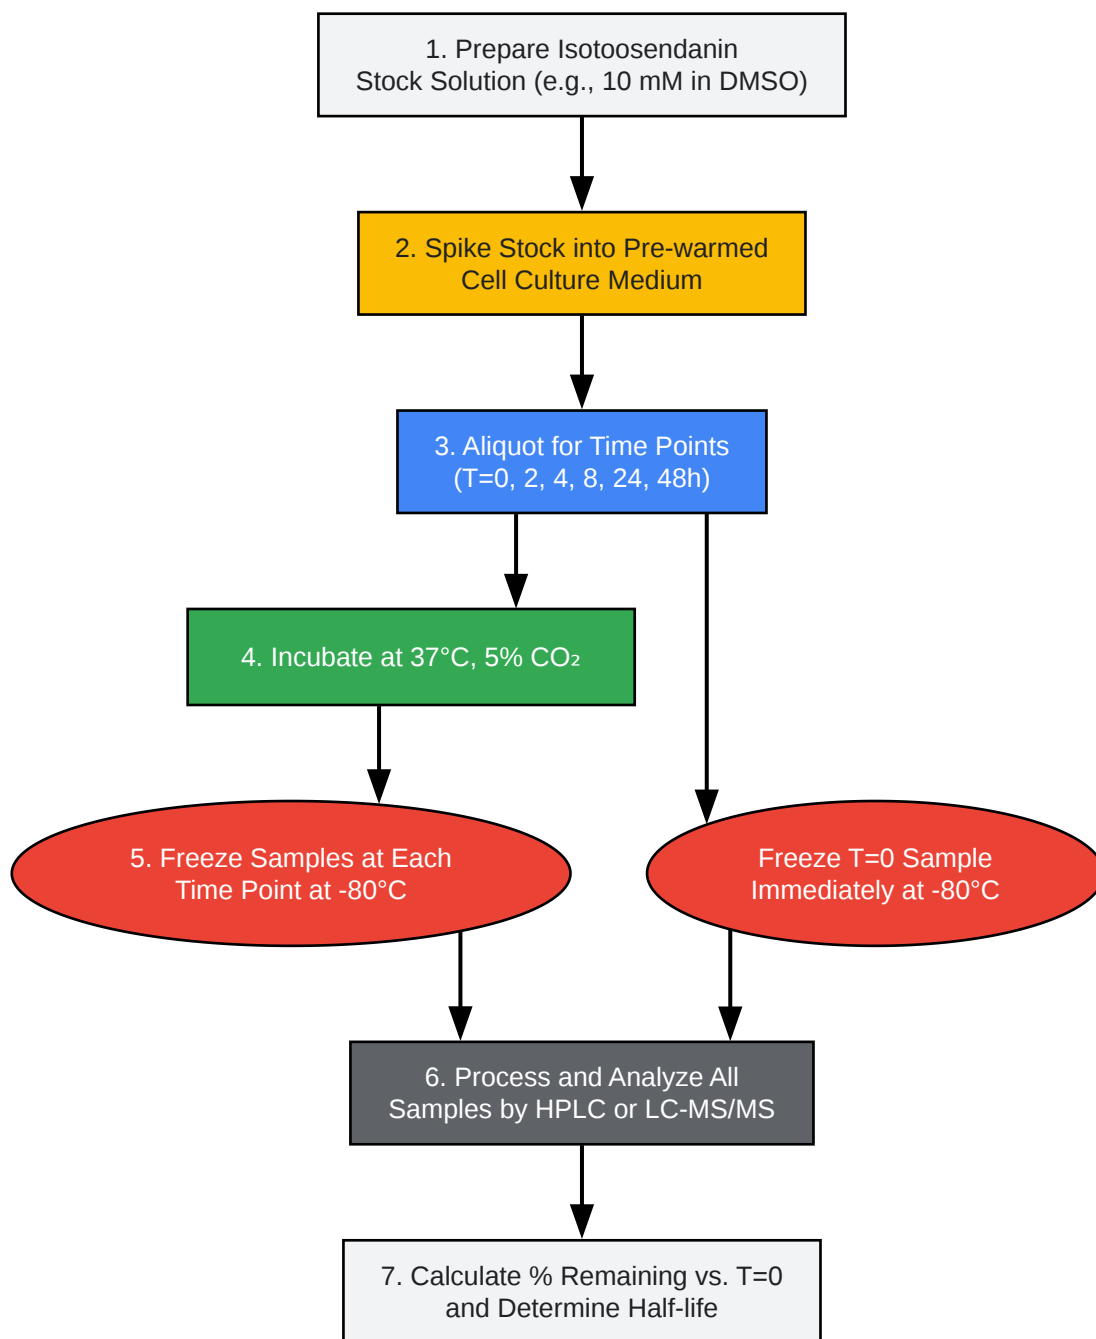 1. Prepare Isotoosendanin
Stock Solution (e.g., 10 mM in DMSO)
2. Spike Stock into Pre-warmed
Cell Culture Medium
3. Aliquot for Time Points
(T=0, 2, 4, 8, 24, 48h)
4. Incubate at 37°C, 5% CO₂
5. Freeze Samples at Each
Time Point at -80°C
Freeze T=0 Sample
Immediately at -80°C
6. Process and Analyze All
Samples by HPLC or LC-MS/MS
7. Calculate % Remaining vs. T=0
and Determine Half-life